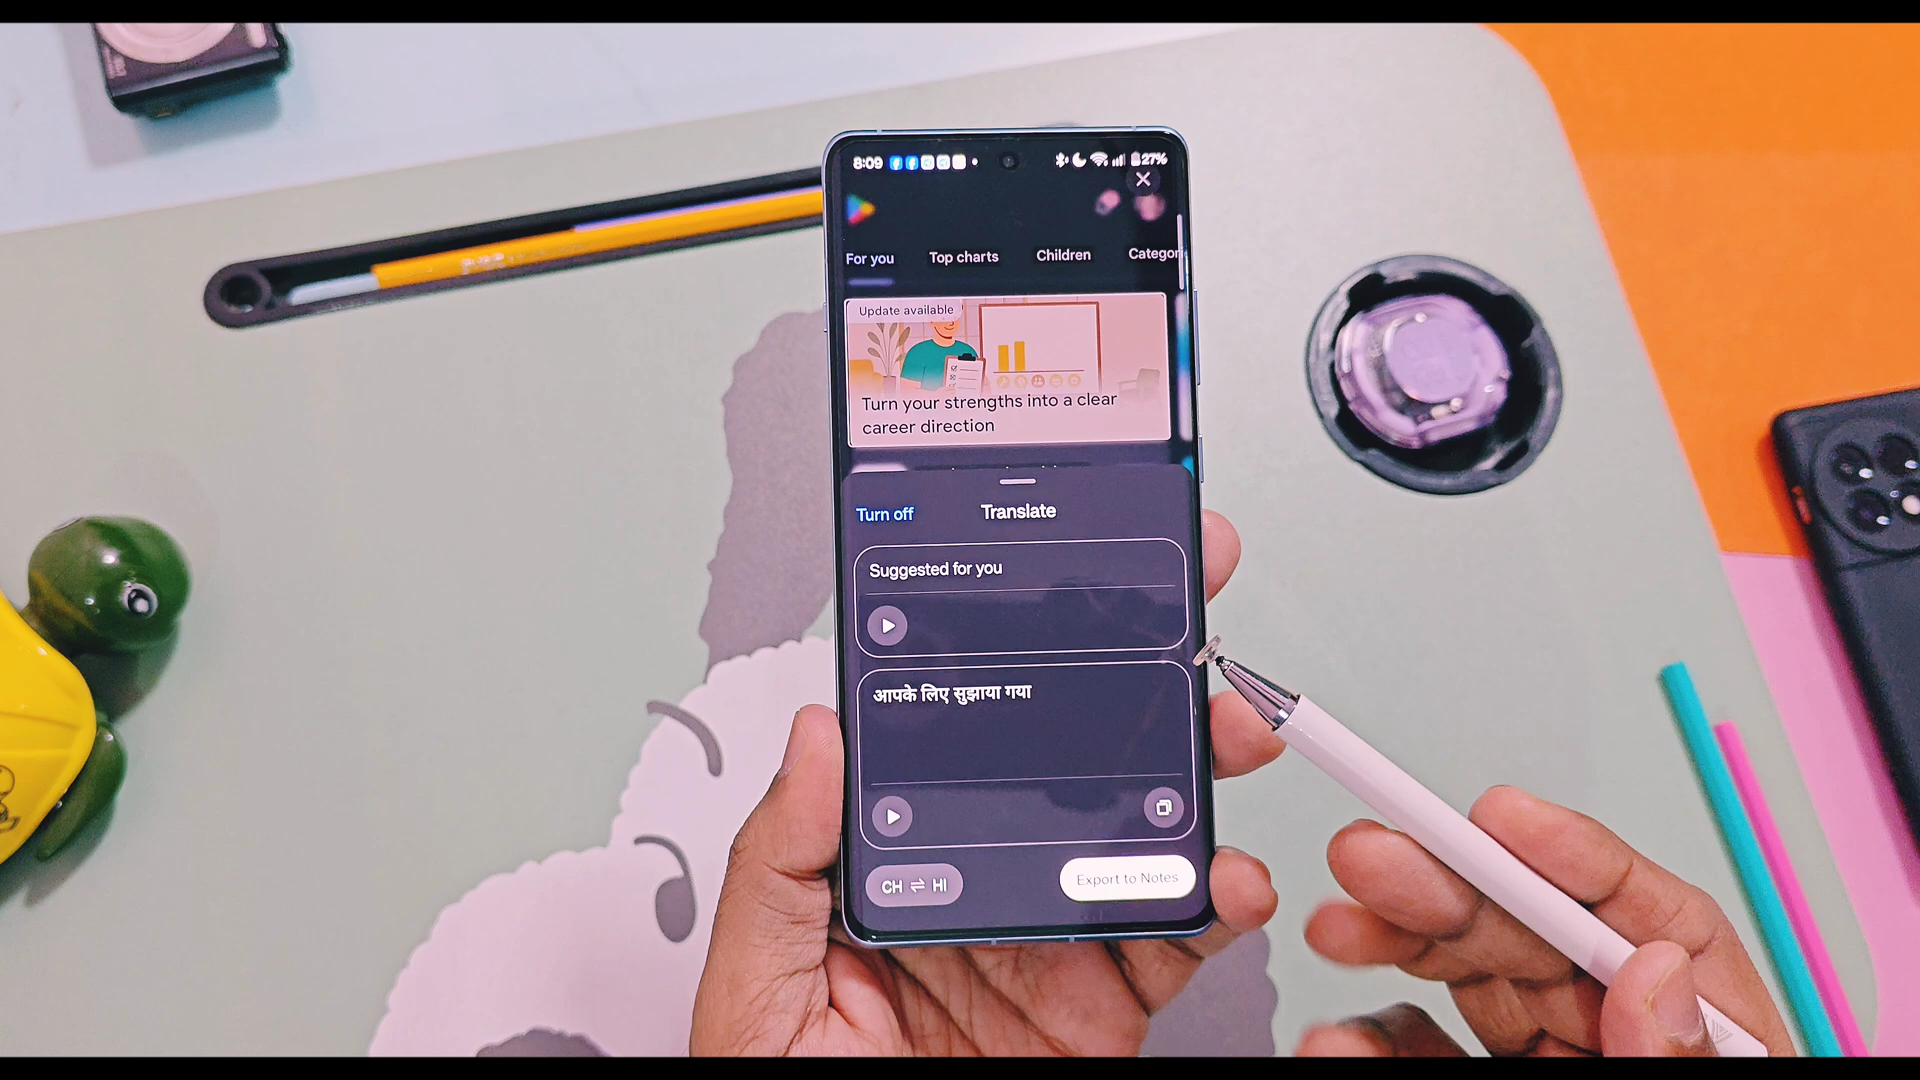 8:09
27%
For you Top charts Children Categor
Update available
Turn your strengths into a clear
career direction
Turn off Translate
Suggested for you
आपके लिए सुझाया गया
CH ⇌ HI
Export to Notes